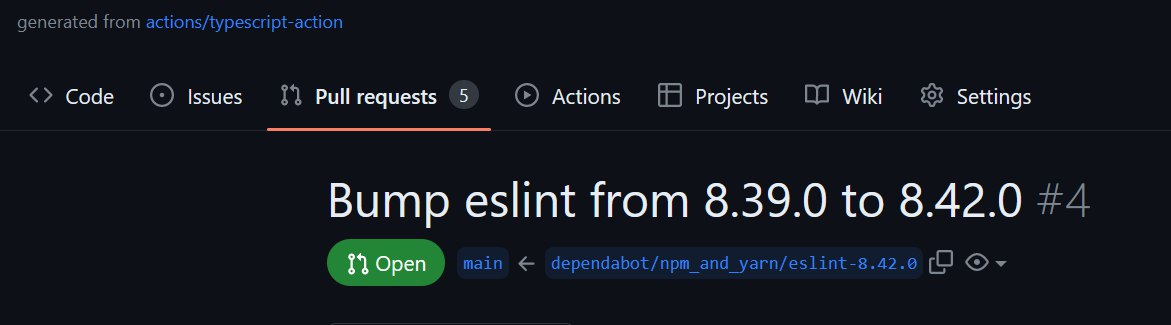 generated from actions/typescript-action
Code Issues Pull requests 5 Actions Projects Wiki Settings
Bump eslint from 8.39.0 to 8.42.0 #4
Open main ← dependabot/npm_and_yarn/eslint-8.42.0